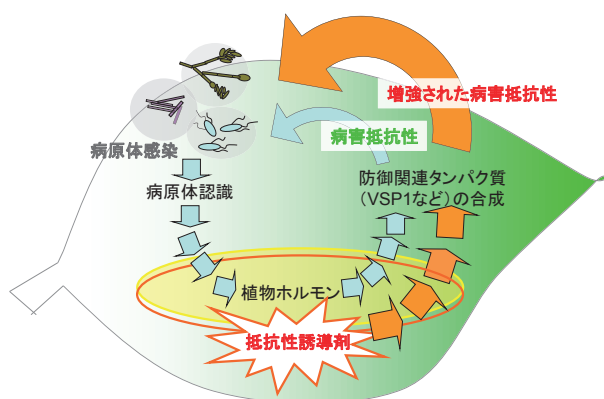 増強された病害抵抗性
病害抵抗性
病原体感染
病原体認識
防御関連タンパク質
（VSP1など）の合成
植物ホルモン
抵抗性誘導剤